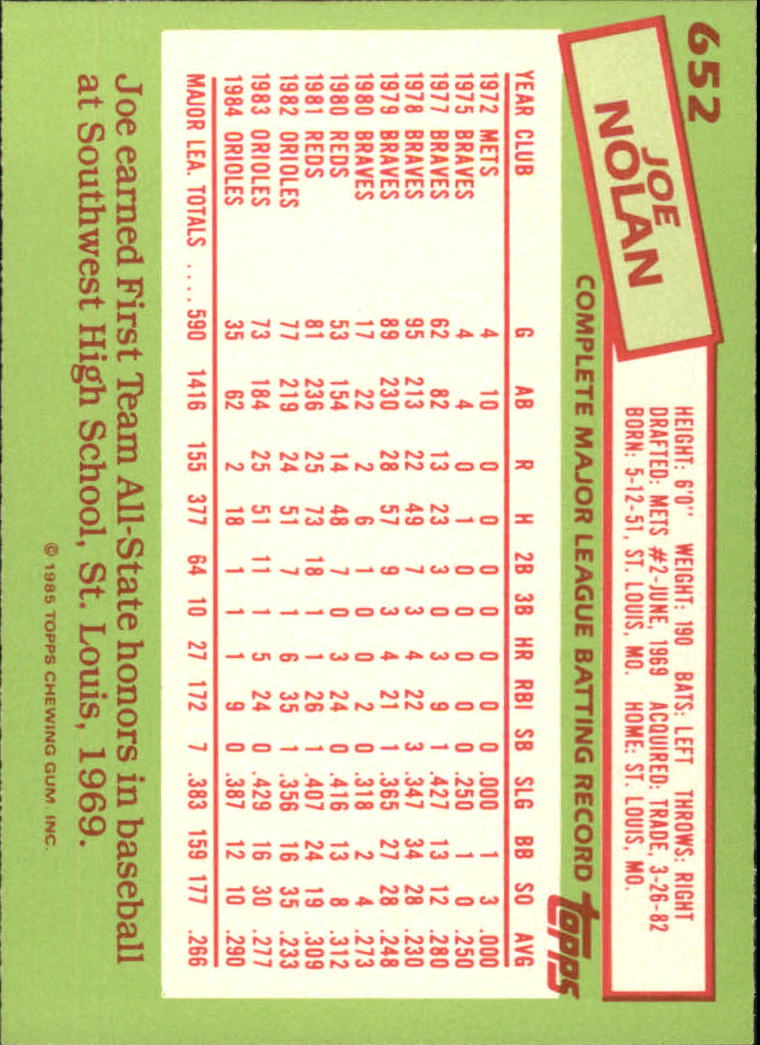 652
JOE
NOLAN
HEIGHT: 6'0" WEIGHT: 190 BATS: LEFT THROWS: RIGHT
DRAFTED: METS #2-JUNE, 1969 ACQUIRED: TRADE, 3-26-82
BORN: 5-12-51, ST. LOUIS, MO. HOME: ST. LOUIS, MO.
COMPLETE MAJOR LEAGUE BATTING RECORD topps
YEAR CLUB G AB R H 2B 3B HR RBI SB SLG BB SO AVG
1972 METS 4 10 0 0 0 0 0 0 0 .000 1 3 .000
1975 BRAVES 4 4 0 1 0 0 0 0 0 .250 1 0 .250
1977 BRAVES 62 82 13 23 3 0 3 9 1 .427 13 12 .280
1978 BRAVES 95 213 22 49 7 3 4 22 3 .347 34 28 .230
1979 BRAVES 89 230 28 57 9 3 4 21 1 .365 27 28 .248
1980 BRAVES 17 22 2 6 1 0 0 2 0 .318 2 4 .273
1980 REDS 53 154 14 48 7 0 3 24 0 .416 13 8 .312
1981 REDS 81 236 25 73 18 1 1 26 1 .407 24 19 .309
1982 ORIOLES 77 219 24 51 7 1 6 35 1 .356 16 35 .233
1983 ORIOLES 73 184 25 51 11 1 5 24 0 .429 16 30 .277
1984 ORIOLES 35 62 2 18 1 1 1 9 0 .387 12 10 .290
MAJOR LEA. TOTALS .... 590 1416 155 377 64 10 27 172 7 .383 159 177 .266
Joe earned First Team All-State honors in baseball
at Southwest High School, St. Louis, 1969.
© 1985 TOPPS CHEWING GUM, INC.